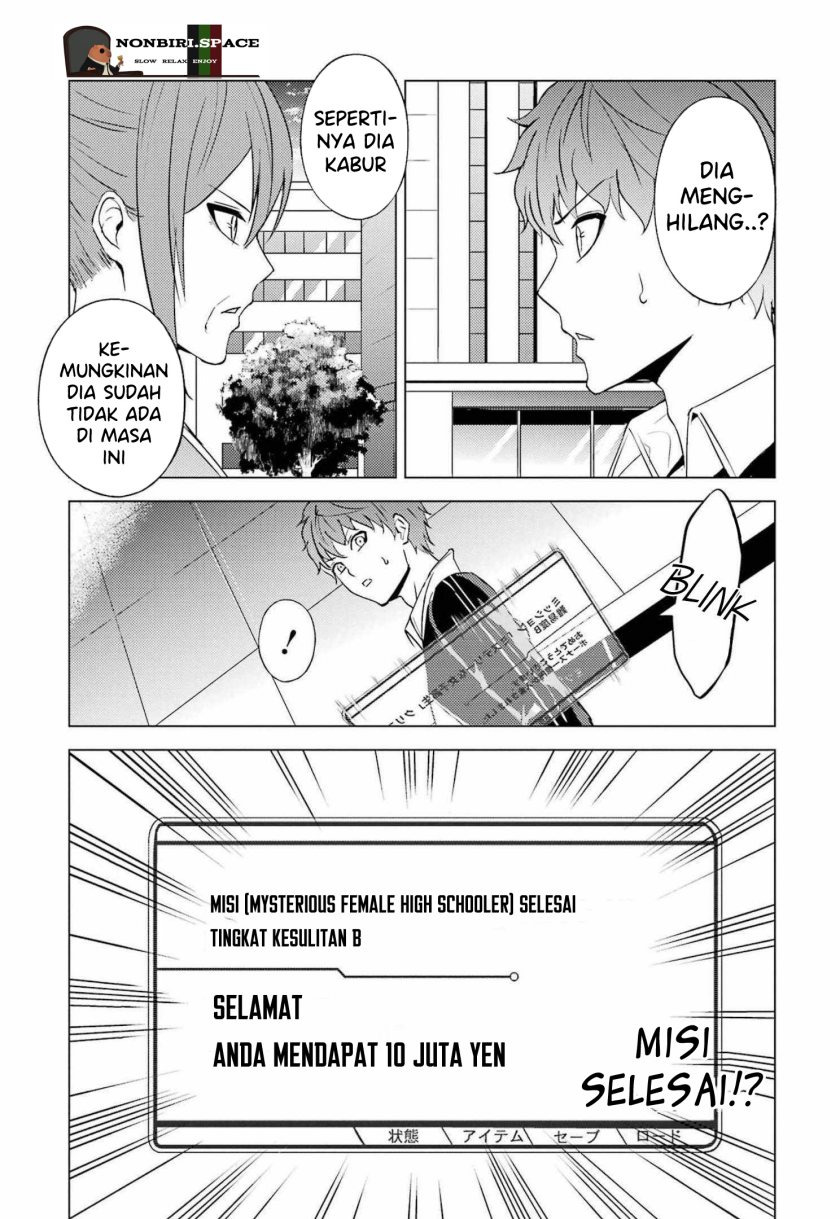 NONBIRI.SPACE
SLOW RELAX ENJOY
DIA
MENG-
HILANG..?
SEPERTI-
NYA DIA
KABUR
KE-
MUNGKINAN
DIA SUDAH
TIDAK ADA
DI MASA
INI
BLINK
!
MISI (MYSTERIOUS FEMALE HIGH SCHOOLER) SELESAI
TINGKAT KESULITAN B
SELAMAT
ANDA MENDAPAT 10 JUTA YEN
MISI
SELESAI!?
状態 アイテム セーブ ロード